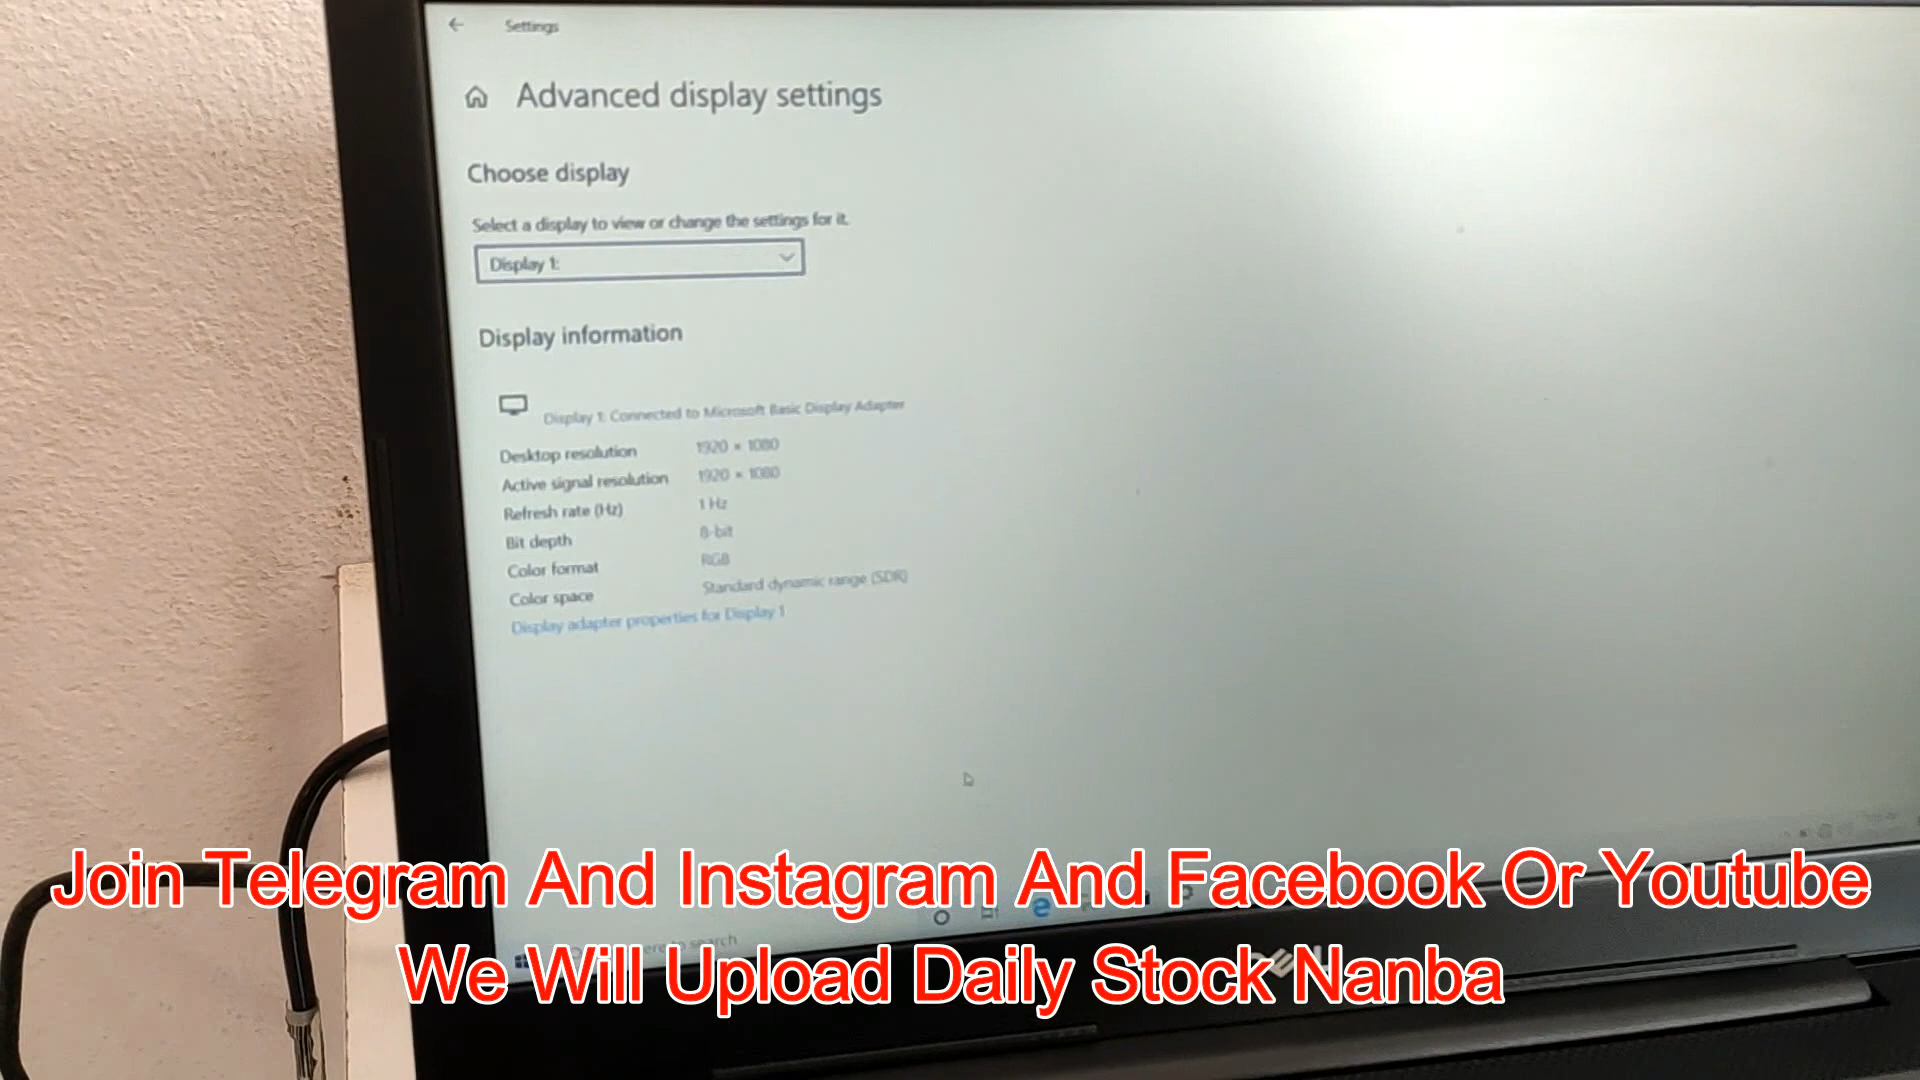 Settings
Advanced display settings
Choose display
Select a display to view or change the settings for it.
Display 1:
Display information
Display 1: Connected to Microsoft Basic Display Adapter
Desktop resolution 1920 × 1080
Active signal resolution 1920 × 1080
Refresh rate (Hz) 1 Hz
Bit depth 8-bit
Color format RGB
Color space Standard dynamic range (SDR)
Display adapter properties for Display 1
Join Telegram And Instagram And Facebook Or Youtube
to search
We Will Upload Daily Stock Nanba